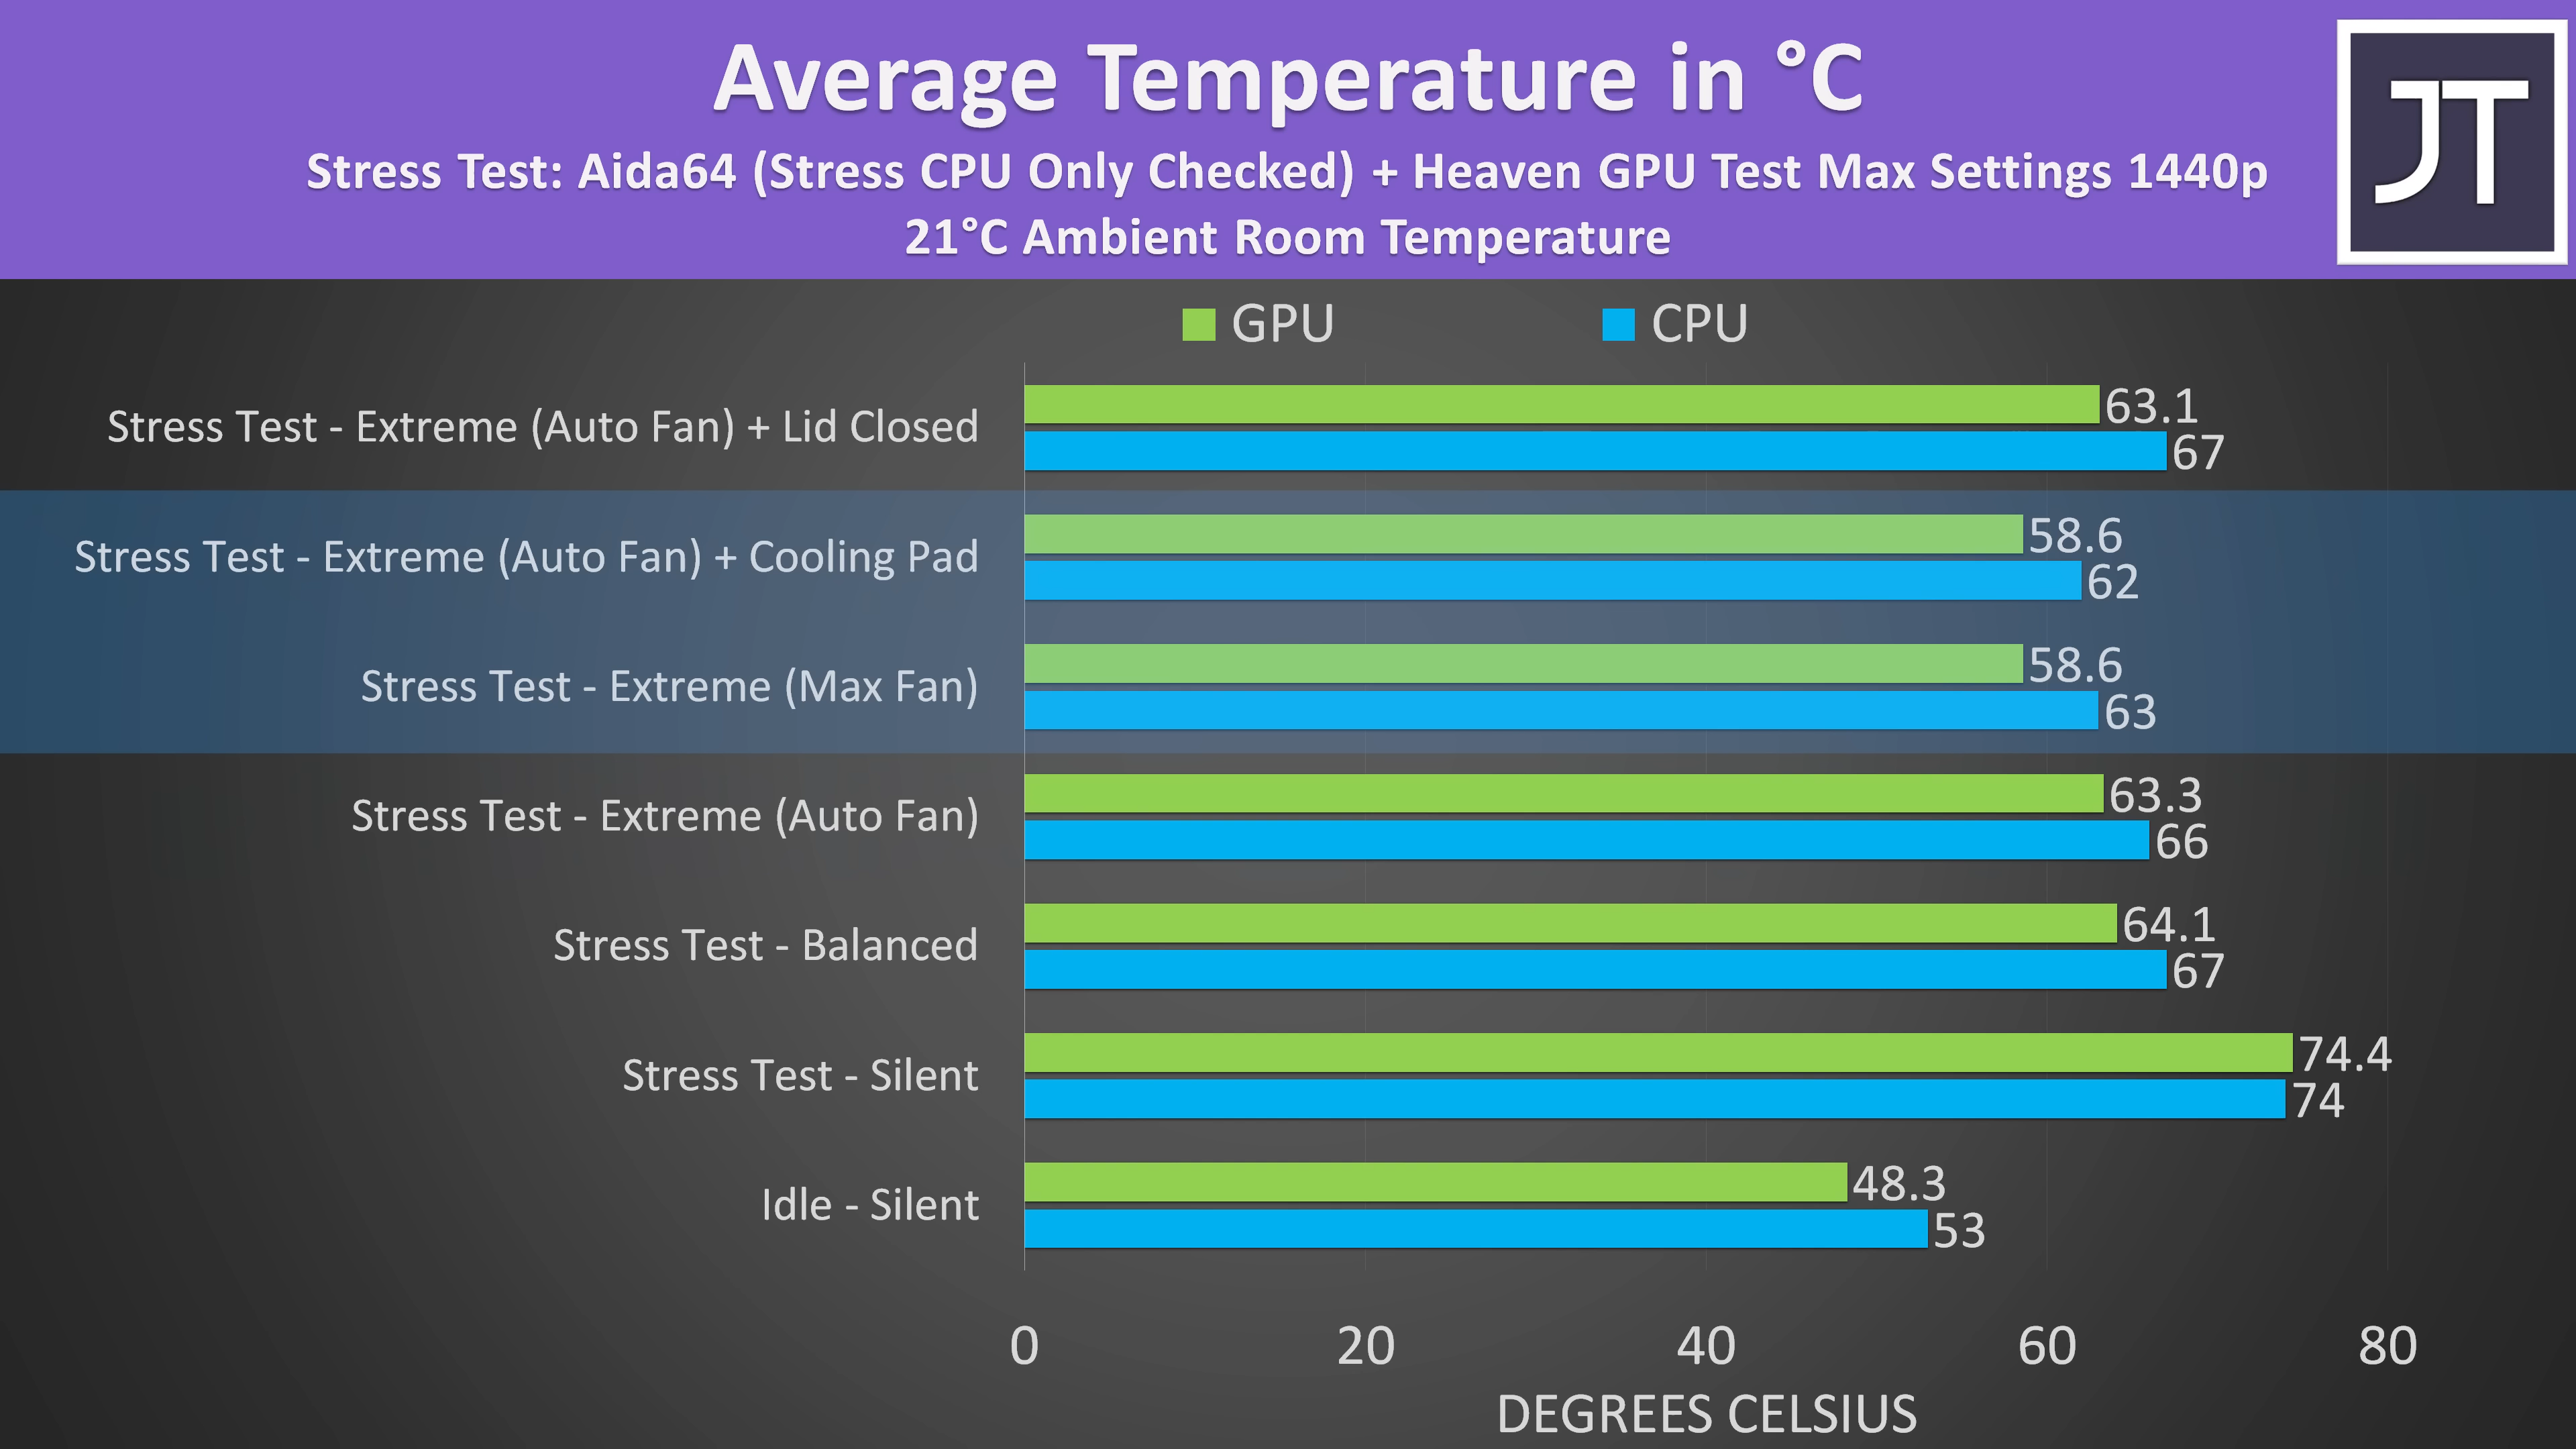 Average Temperature in °C
Stress Test: Aida64 (Stress CPU Only Checked) + Heaven GPU Test Max Settings 1440p
21°C Ambient Room Temperature
JT
GPU CPU
Stress Test - Extreme (Auto Fan) + Lid Closed
63.1
67
Stress Test - Extreme (Auto Fan) + Cooling Pad
58.6
62
Stress Test - Extreme (Max Fan)
58.6
63
Stress Test - Extreme (Auto Fan)
63.3
66
Stress Test - Balanced
64.1
67
Stress Test - Silent
74.4
74
Idle - Silent
48.3
53
0 20 40 60 80
DEGREES CELSIUS